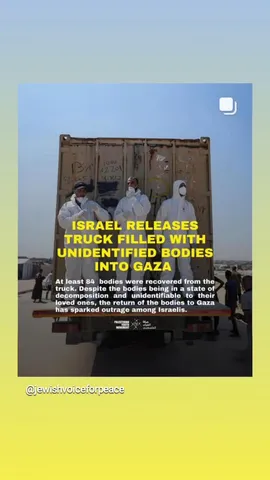 ISRAEL RELEASES
TRUCK FILLED WITH
UNIDENTIFIED BODIES
INTO GAZA
At least 84 bodies were recovered from the
truck. Despite the bodies being in a state of
decomposition and unidentifiable to their
loved ones, the return of the bodies to Gaza
has sparked outrage among Israelis.
@jewishvoiceforpeace